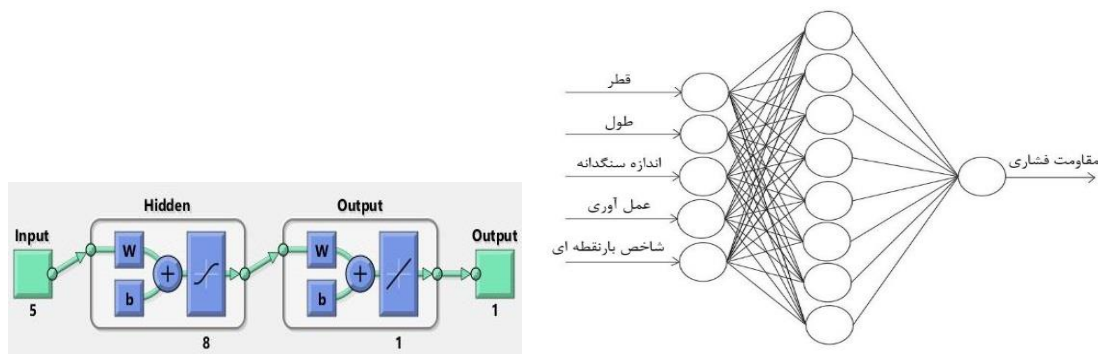 Hidden
Output
Input
Output
W
b
W
b
5
8
1
1
قطر
طول
اندازه سنگدانه
عمل آوری
شاخص بارنقطه ای
مقاومت فشاری